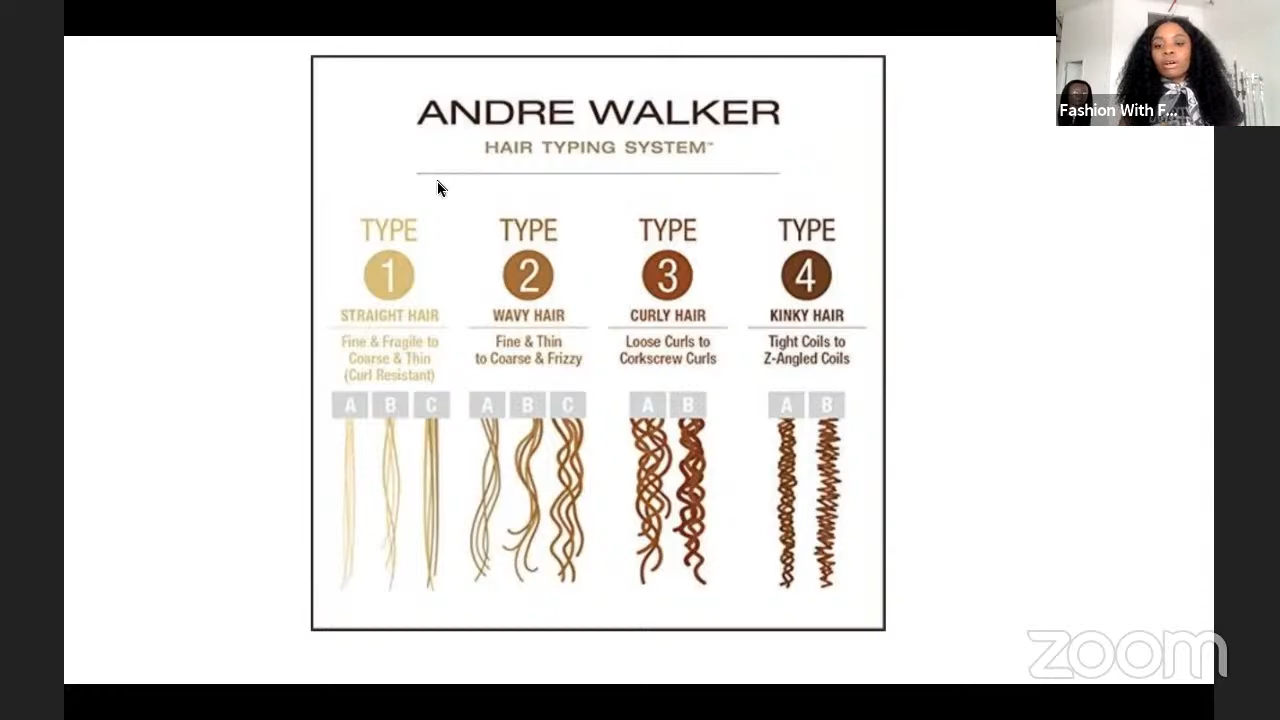 ANDRE WALKER
HAIR TYPING SYSTEM™
TYPE
1
STRAIGHT HAIR
Fine & Fragile to
Coarse & Thin
(Curl Resistant)
A B C
TYPE
2
WAVY HAIR
Fine & Thin
to Coarse & Frizzy
A B C
TYPE
3
CURLY HAIR
Loose Curls to
Corkscrew Curls
A B
TYPE
4
KINKY HAIR
Tight Coils to
Z-Angled Coils
A B
Fashion With F...
zoom